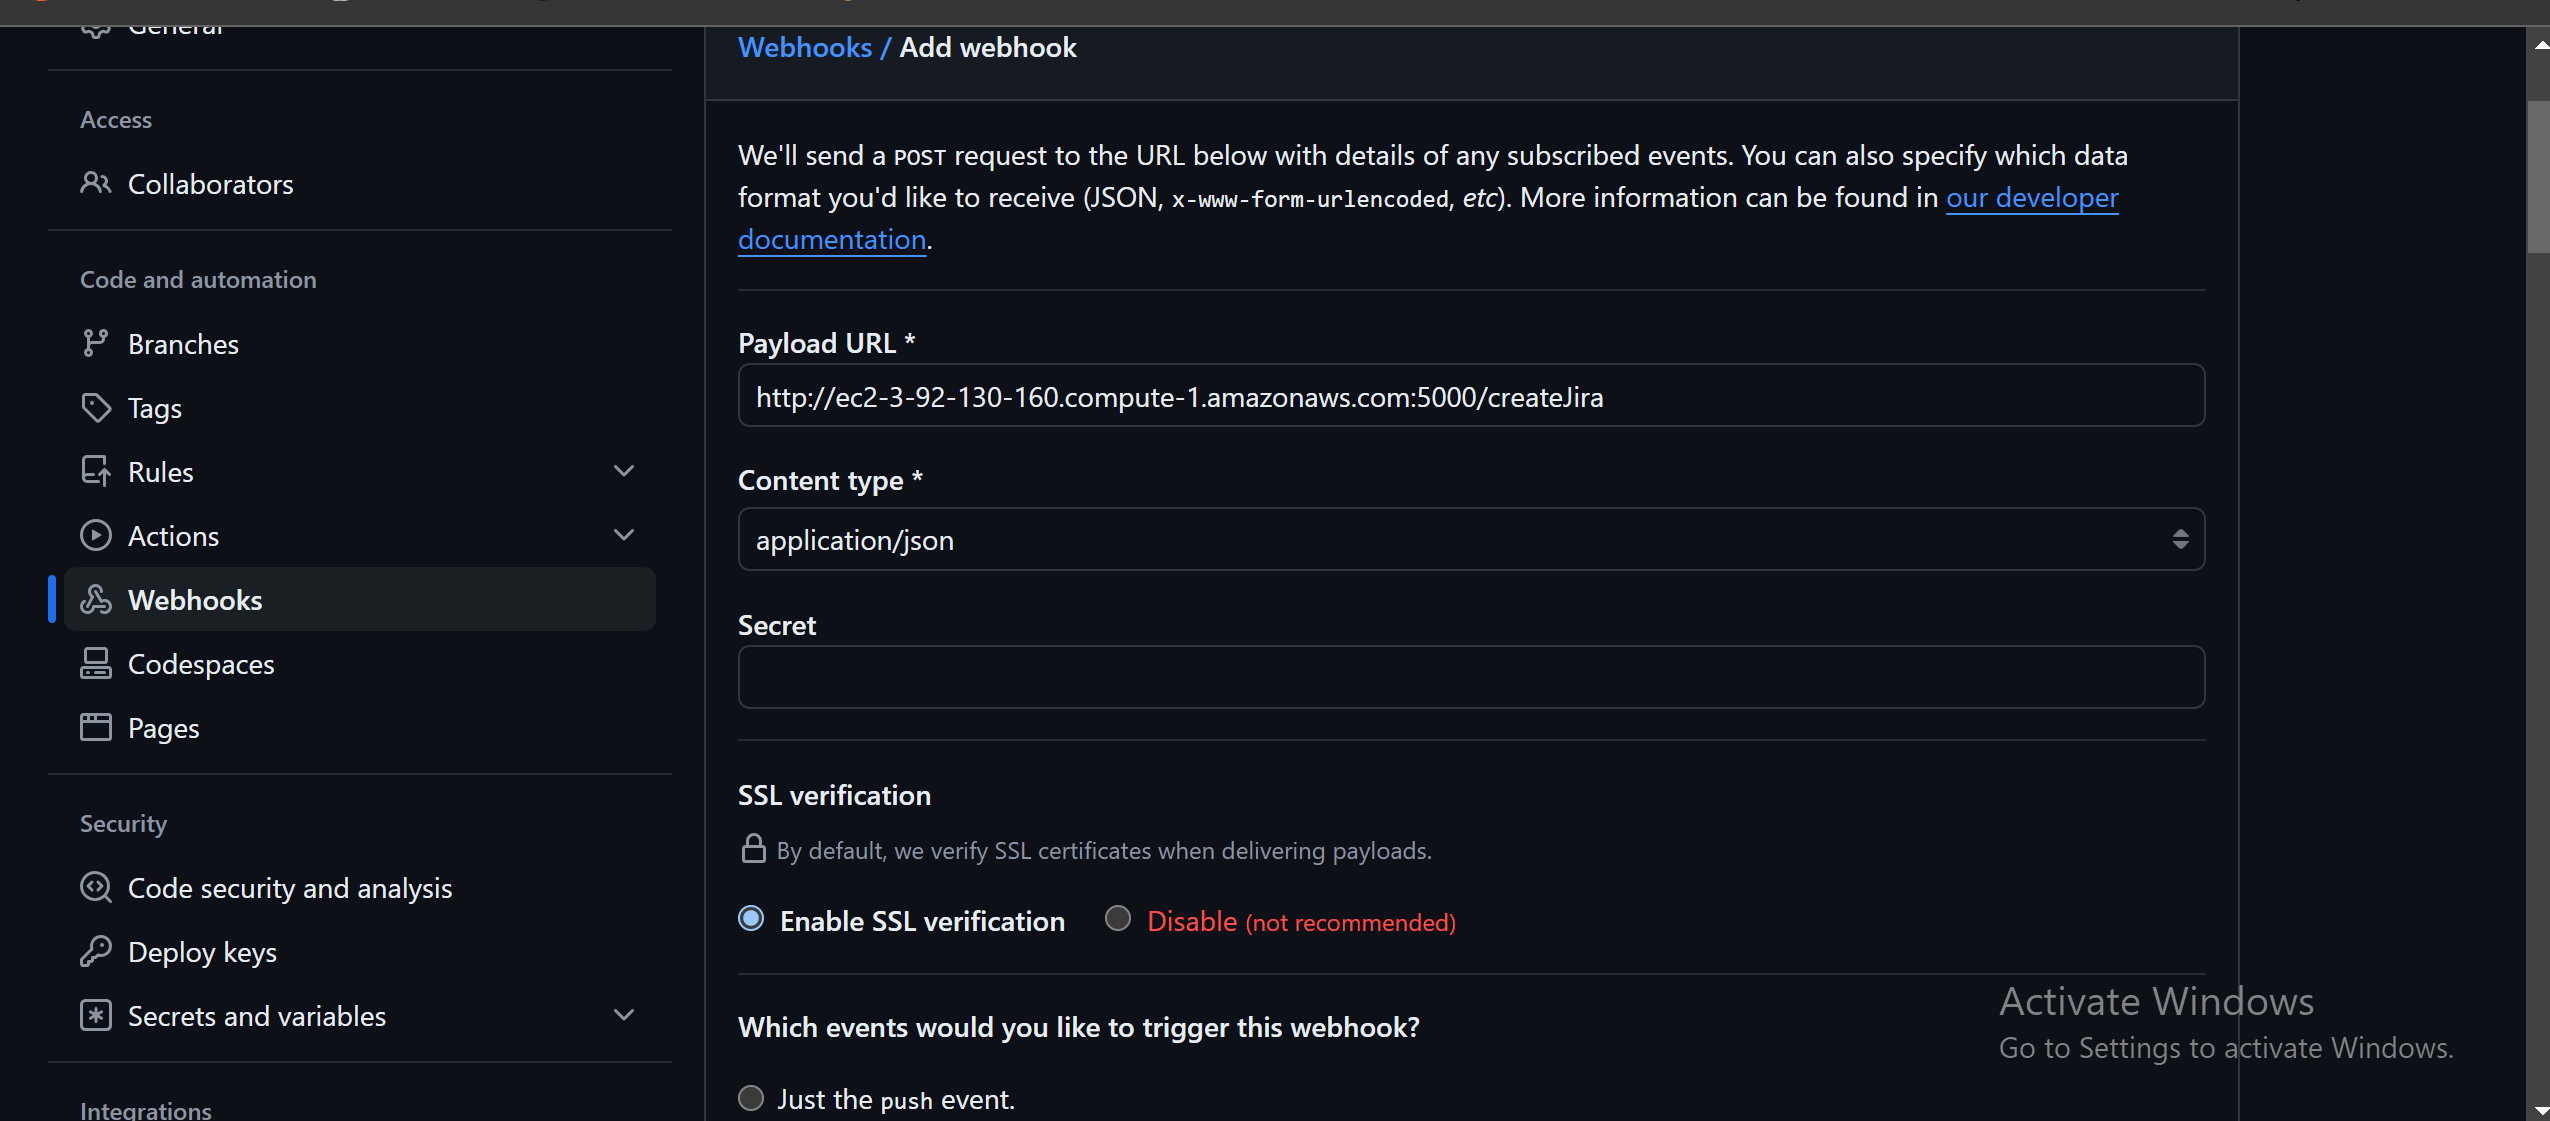 General
Access
Collaborators
Code and automation
Branches
Tags
Rules
Actions
Webhooks
Codespaces
Pages
Security
Code security and analysis
Deploy keys
Secrets and variables
Integrations
Webhooks / Add webhook
We'll send a POST request to the URL below with details of any subscribed events. You can also specify which data
format you'd like to receive (JSON, x-www-form-urlencoded, etc). More information can be found in our developer
documentation.
Payload URL *
http://ec2-3-92-130-160.compute-1.amazonaws.com:5000/createJira
Content type *
application/json
Secret
SSL verification
By default, we verify SSL certificates when delivering payloads.
Enable SSL verification Disable (not recommended)
Which events would you like to trigger this webhook?
Just the push event.
Activate Windows
Go to Settings to activate Windows.